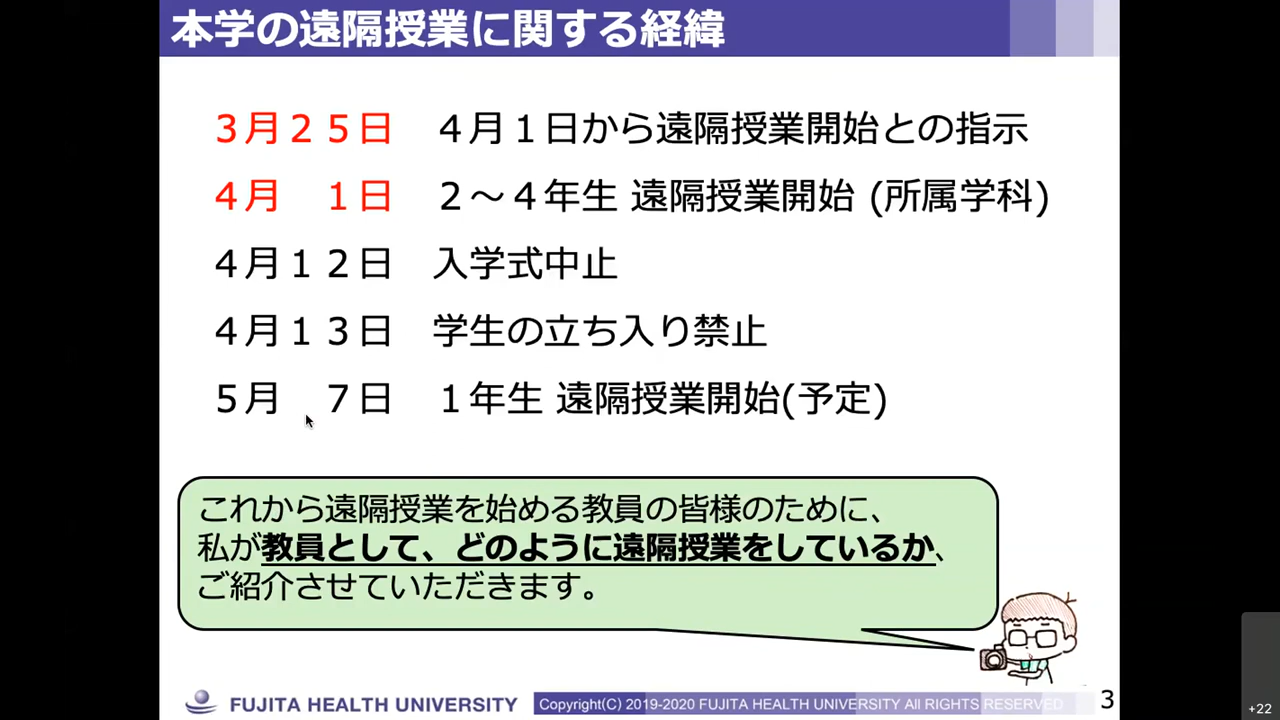 本学の遠隔授業に関する経緯
３月２５日　４月１日から遠隔授業開始との指示
４月　１日　２～４年生 遠隔授業開始 (所属学科)
４月１２日　入学式中止
４月１３日　学生の立ち入り禁止
５月　７日　１年生 遠隔授業開始(予定)
これから遠隔授業を始める教員の皆様のために、
私が教員として、どのように遠隔授業をしているか、
ご紹介させていただきます。
FUJITA HEALTH UNIVERSITY Copyright(C) 2019-2020 FUJITA HEALTH UNIVERSITY All RIGHTS RESERVED 3
+22